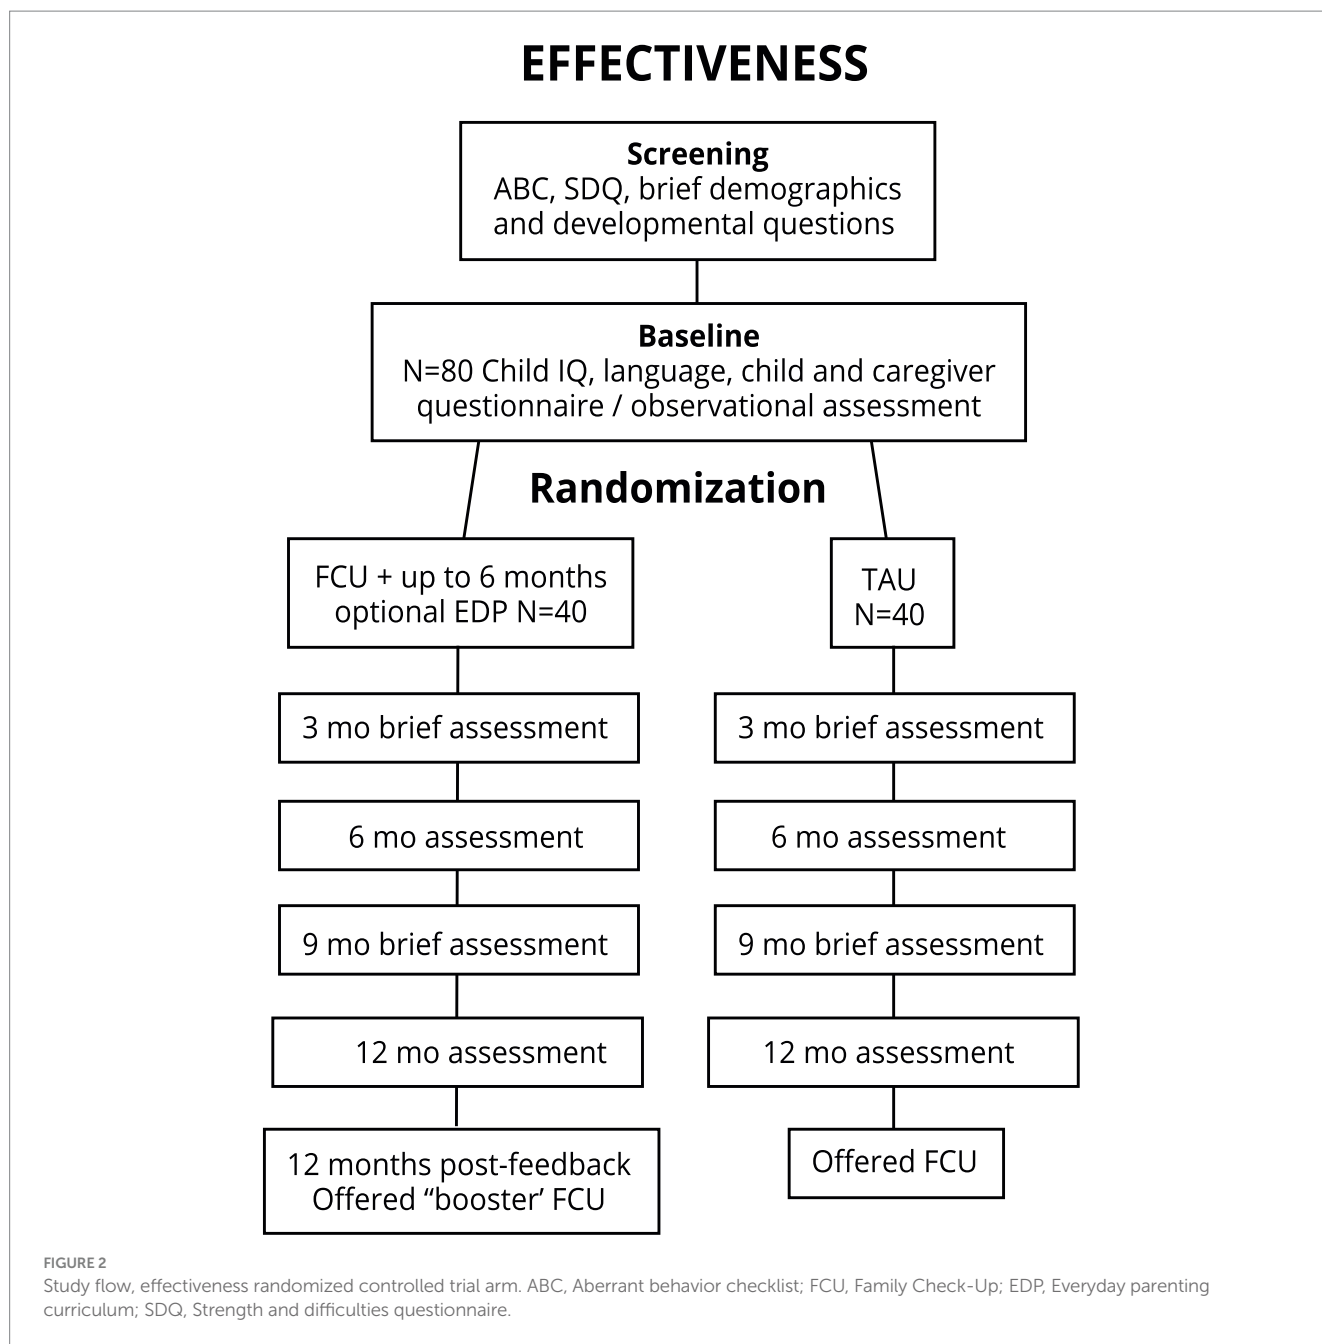 EFFECTIVENESS
Screening
ABC, SDQ, brief demographics
and developmental questions
Baseline
N=80 Child IQ, language, child and caregiver
questionnaire / observational assessment
Randomization
FCU + up to 6 months
optional EDP N=40
TAU
N=40
3 mo brief assessment
3 mo brief assessment
6 mo assessment
6 mo assessment
9 mo brief assessment
9 mo brief assessment
12 mo assessment
12 mo assessment
12 months post-feedback
Offered “booster’ FCU
Offered FCU
FIGURE 2
Study flow, effectiveness randomized controlled trial arm. ABC, Aberrant behavior checklist; FCU, Family Check-Up; EDP, Everyday parenting
curriculum; SDQ, Strength and difficulties questionnaire.